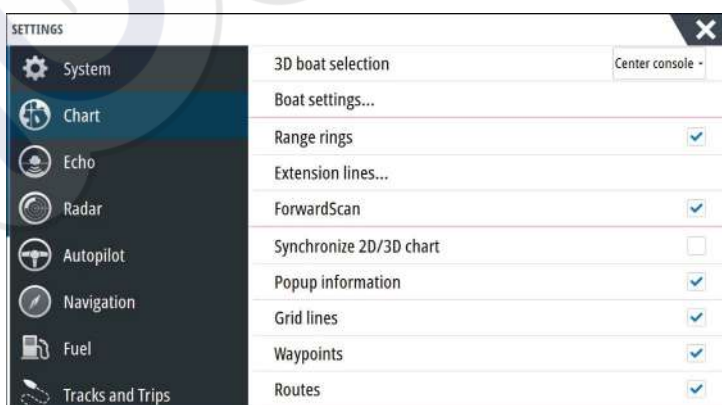 SETTINGS
System
Chart
Echo
Radar
Autopilot
Navigation
Fuel
Tracks and Trips
3D boat selection
Center console
Boat settings...
Range rings
Extension lines...
ForwardScan
Synchronize 2D/3D chart
Popup information
Grid lines
Waypoints
Routes